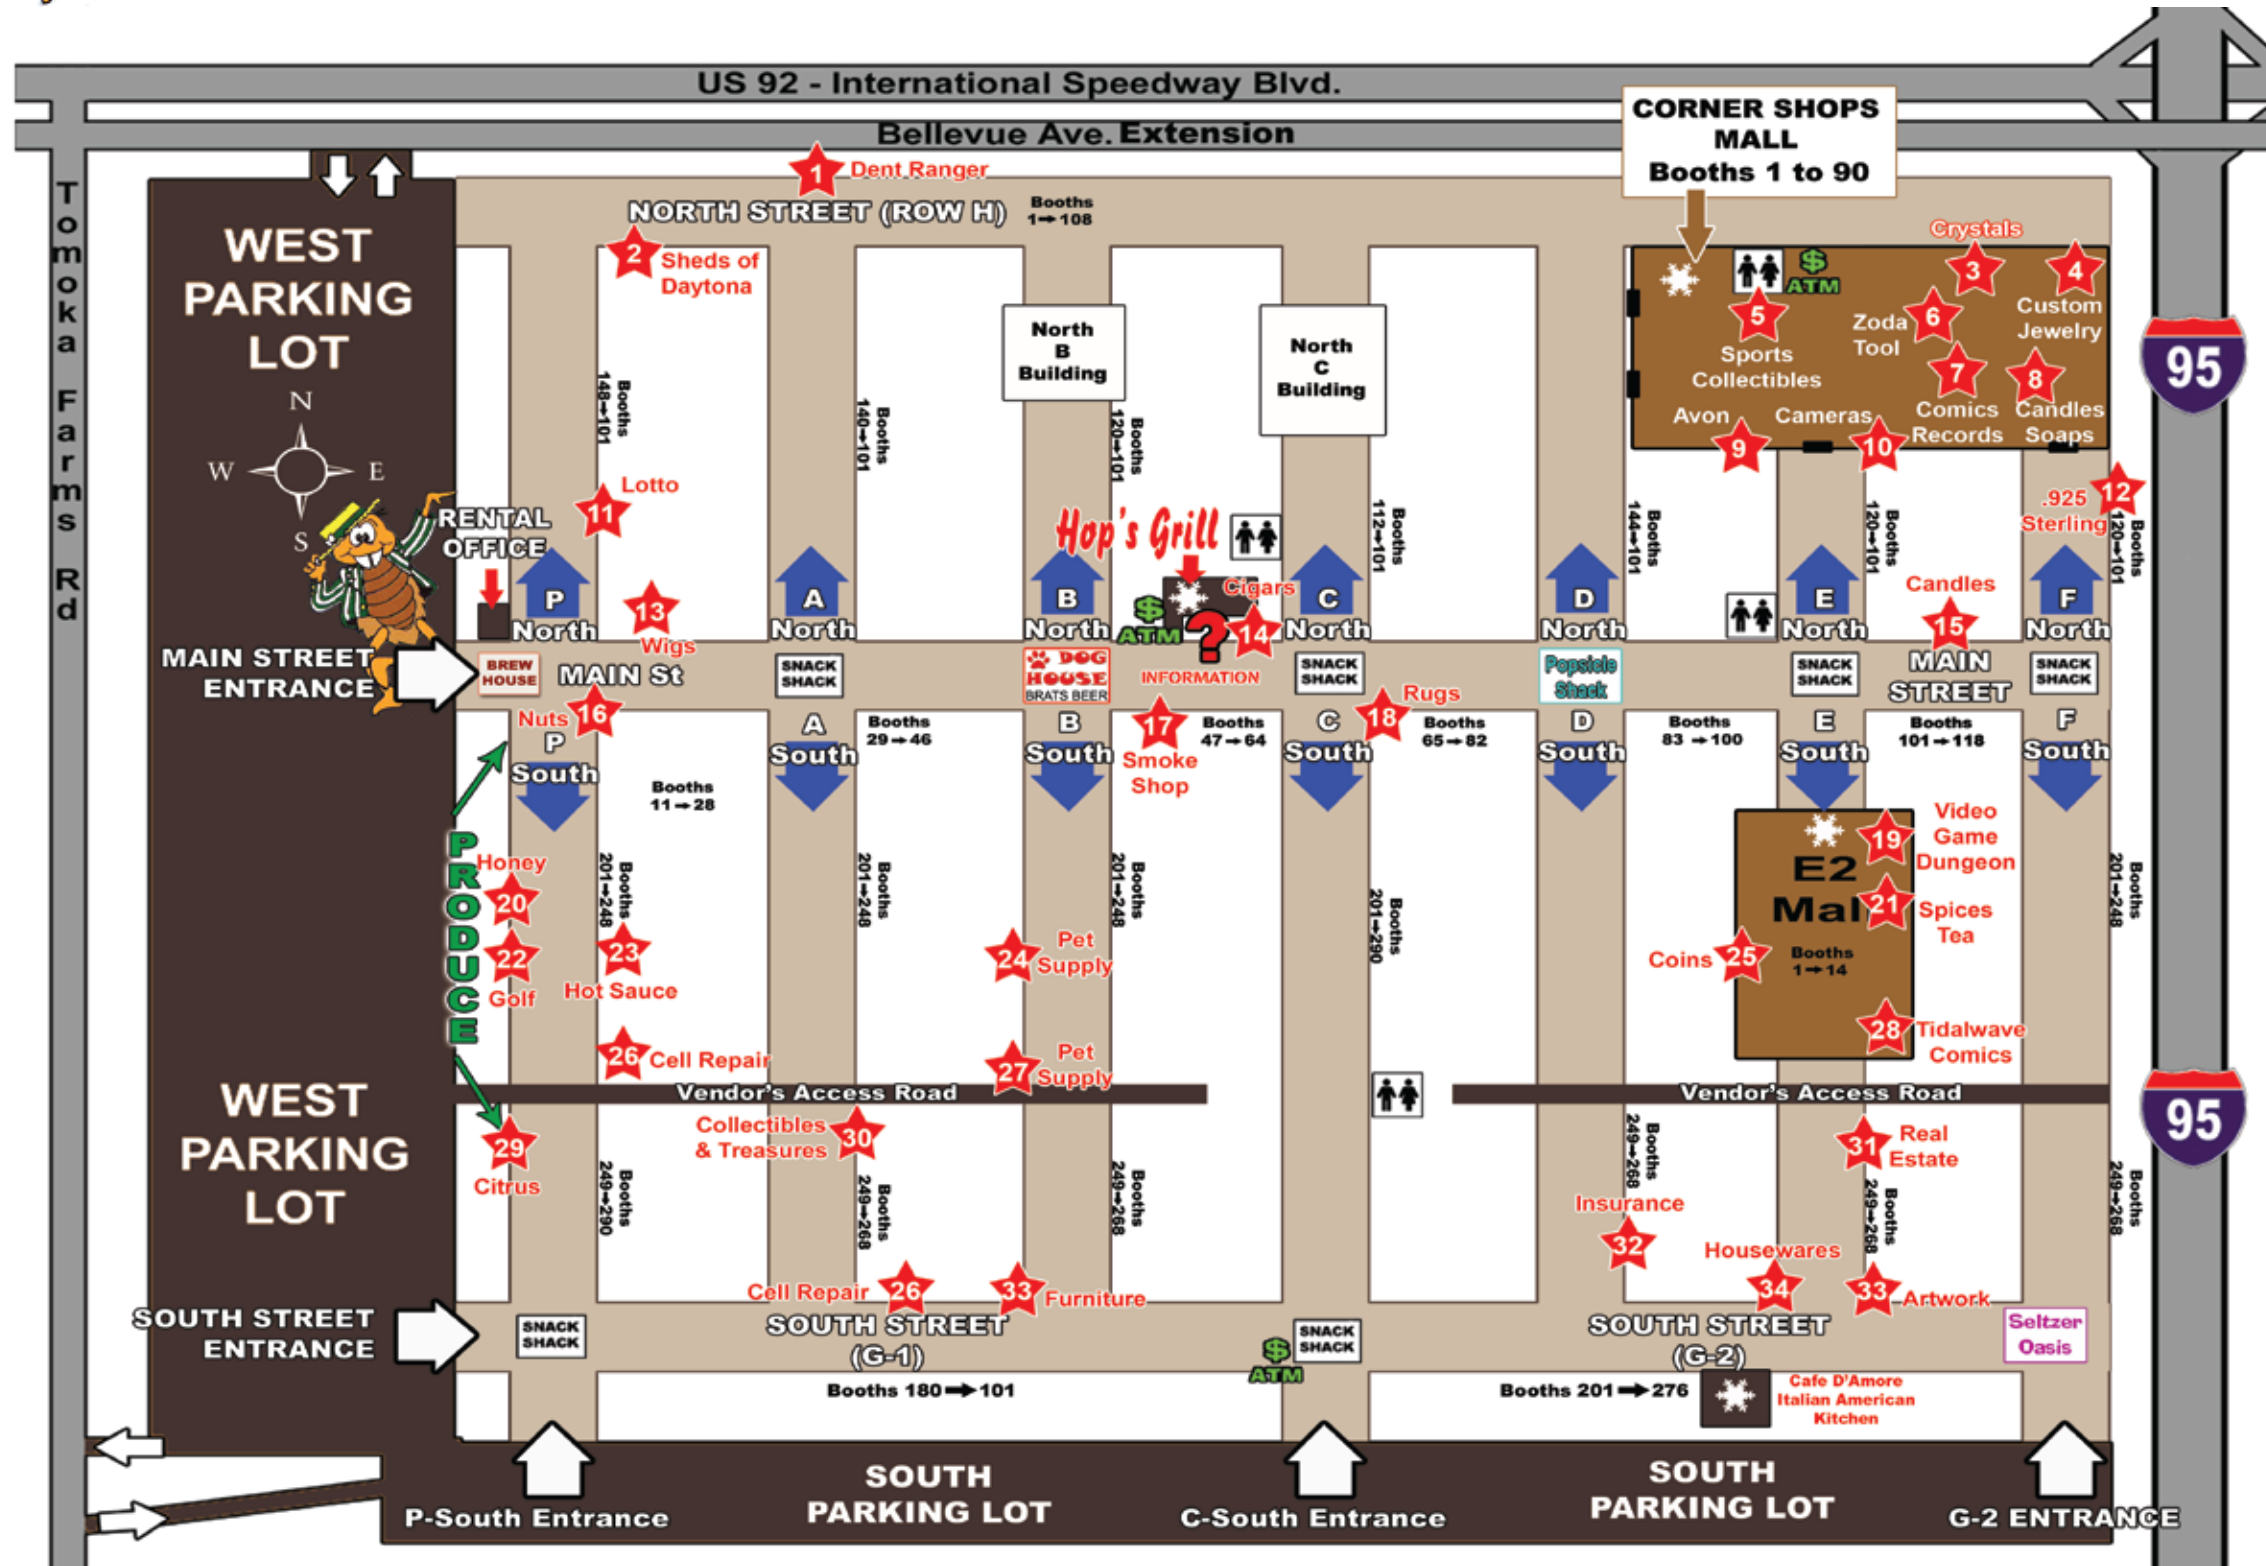 US 92 - International Speedway Blvd.
Bellevue Ave. Extension
CORNER SHOPS
MALL
Booths 1 to 90
Tomoka Farms Rd
1 Dent Ranger
NORTH STREET (ROW H)
Booths
1→108
WEST
PARKING
LOT
2 Sheds of
Daytona
Crystals
3
4
Custom
Jewelry
$
ATM
5
Sports
Collectibles
Zoda
Tool
6
7
Comics
Records
8
Candles
Soaps
Avon
9
Cameras
10
North
B
Building
North
C
Building
95
N
W
E
S
Booths
148→101
Booths
140→101
Booths
120→101
Booths
112→101
Booths
144→101
Booths
120→101
Booths
120→101
Lotto
11
.925
Sterling
12
RENTAL
OFFICE
Hop's Grill
Cigars
14
$
ATM
?
INFORMATION
13
Wigs
Candles
15
P
North
A
North
B
North
C
North
D
North
E
North
F
North
MAIN STREET
ENTRANCE
BREW
HOUSE
MAIN St
SNACK
SHACK
DOG
HOUSE
BRATS BEER
SNACK
SHACK
Popsicle
Shack
SNACK
SHACK
MAIN
STREET
SNACK
SHACK
Nuts 16
17
Smoke
Shop
18 Rugs
P
South
A
South
B
South
C
South
D
South
E
South
F
South
Booths
11→28
Booths
29→46
Booths
47→64
Booths
65→82
Booths
83→100
Booths
101→118
PRODUCE
Honey
20
22
Golf
23
Hot Sauce
Booths
201→248
Booths
201→248
Booths
201→248
Booths
201→290
Booths
201→248
24 Pet
Supply
E2
Mal
Booths
1→14
19 Video
Game
Dungeon
21 Spices
Tea
Coins 25
28 Tidalwave
Comics
26 Cell Repair
27 Pet
Supply
Vendor's Access Road
Vendor's Access Road
95
WEST
PARKING
LOT
29
Citrus
Collectibles
& Treasures
30
31 Real
Estate
Booths
249→290
Booths
249→268
Booths
249→268
Booths
249→268
Booths
249→268
Booths
249→268
Insurance
32
Housewares
34
33 Artwork
Cell Repair 26
33 Furniture
SOUTH STREET
ENTRANCE
SNACK
SHACK
SOUTH STREET
(G-1)
$
ATM
SNACK
SHACK
SOUTH STREET
(G-2)
Seltzer
Oasis
Booths 180→101
Booths 201→276
Cafe D'Amore
Italian American
Kitchen
SOUTH
PARKING LOT
SOUTH
PARKING LOT
P-South Entrance
C-South Entrance
G-2 ENTRANCE